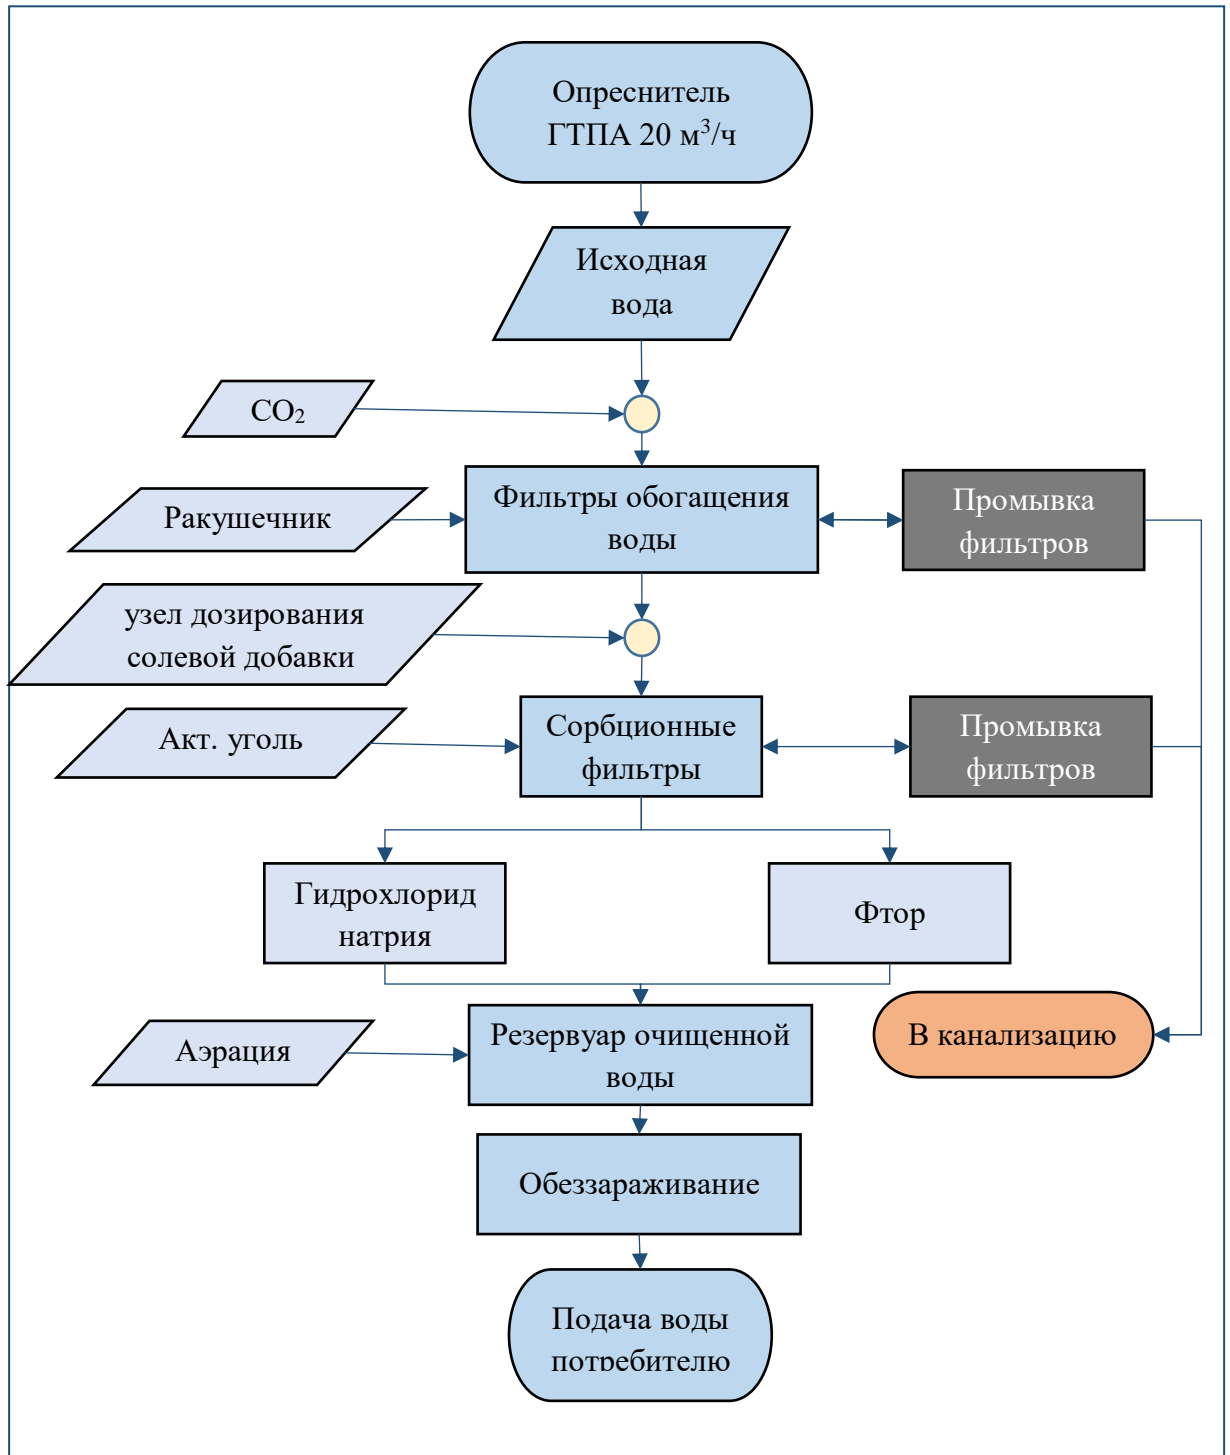 Опреснитель
ГТПА 20 м³/ч
Исходная
вода
CO₂
Фильтры обогащения
воды
Ракушечник
Промывка
фильтров
узел дозирования
солевой добавки
Сорбционные
фильтры
Акт. уголь
Промывка
фильтров
Гидрохлорид
натрия
Фтор
Резервуар очищенной
воды
Аэрация
В канализацию
Обеззараживание
Подача воды
потребителю